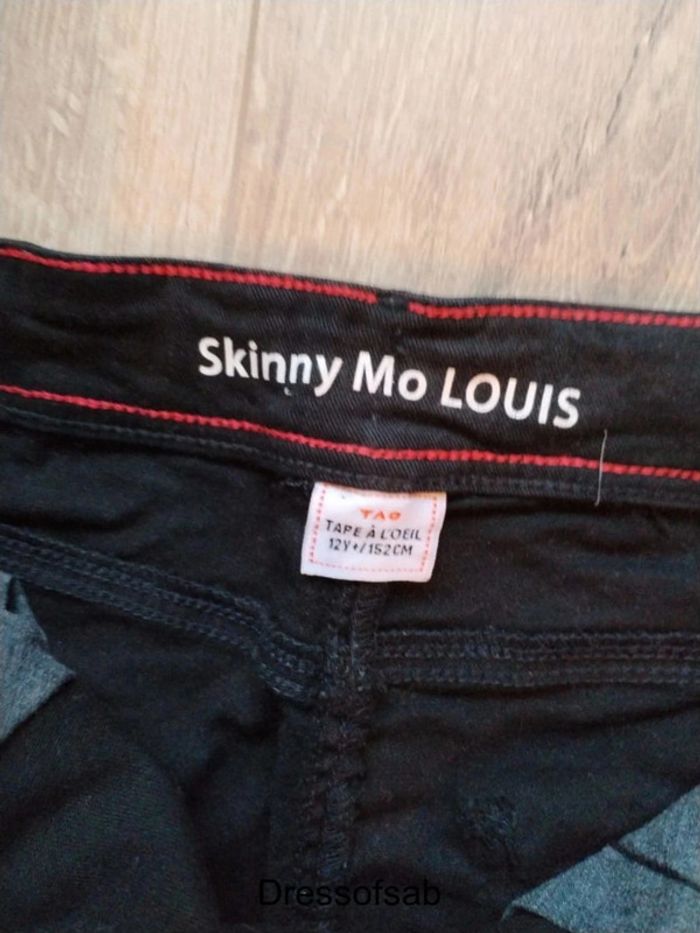 Skinny Mo LOUIS
TAO
TAPE À L'OEIL
12Y+/152CM
Dressofsab